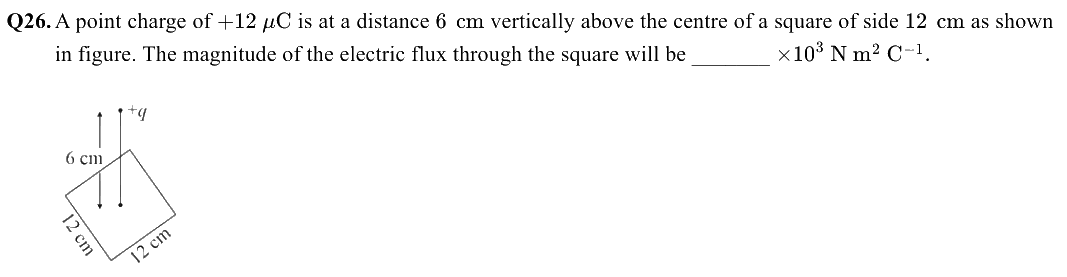 Q26. A point charge of +12 μC is at a distance 6 cm vertically above the centre of a square of side 12 cm as shown
in figure. The magnitude of the electric flux through the square will be ________ ×10³ N m² C⁻¹.
+q
6 cm
12 cm
12 cm